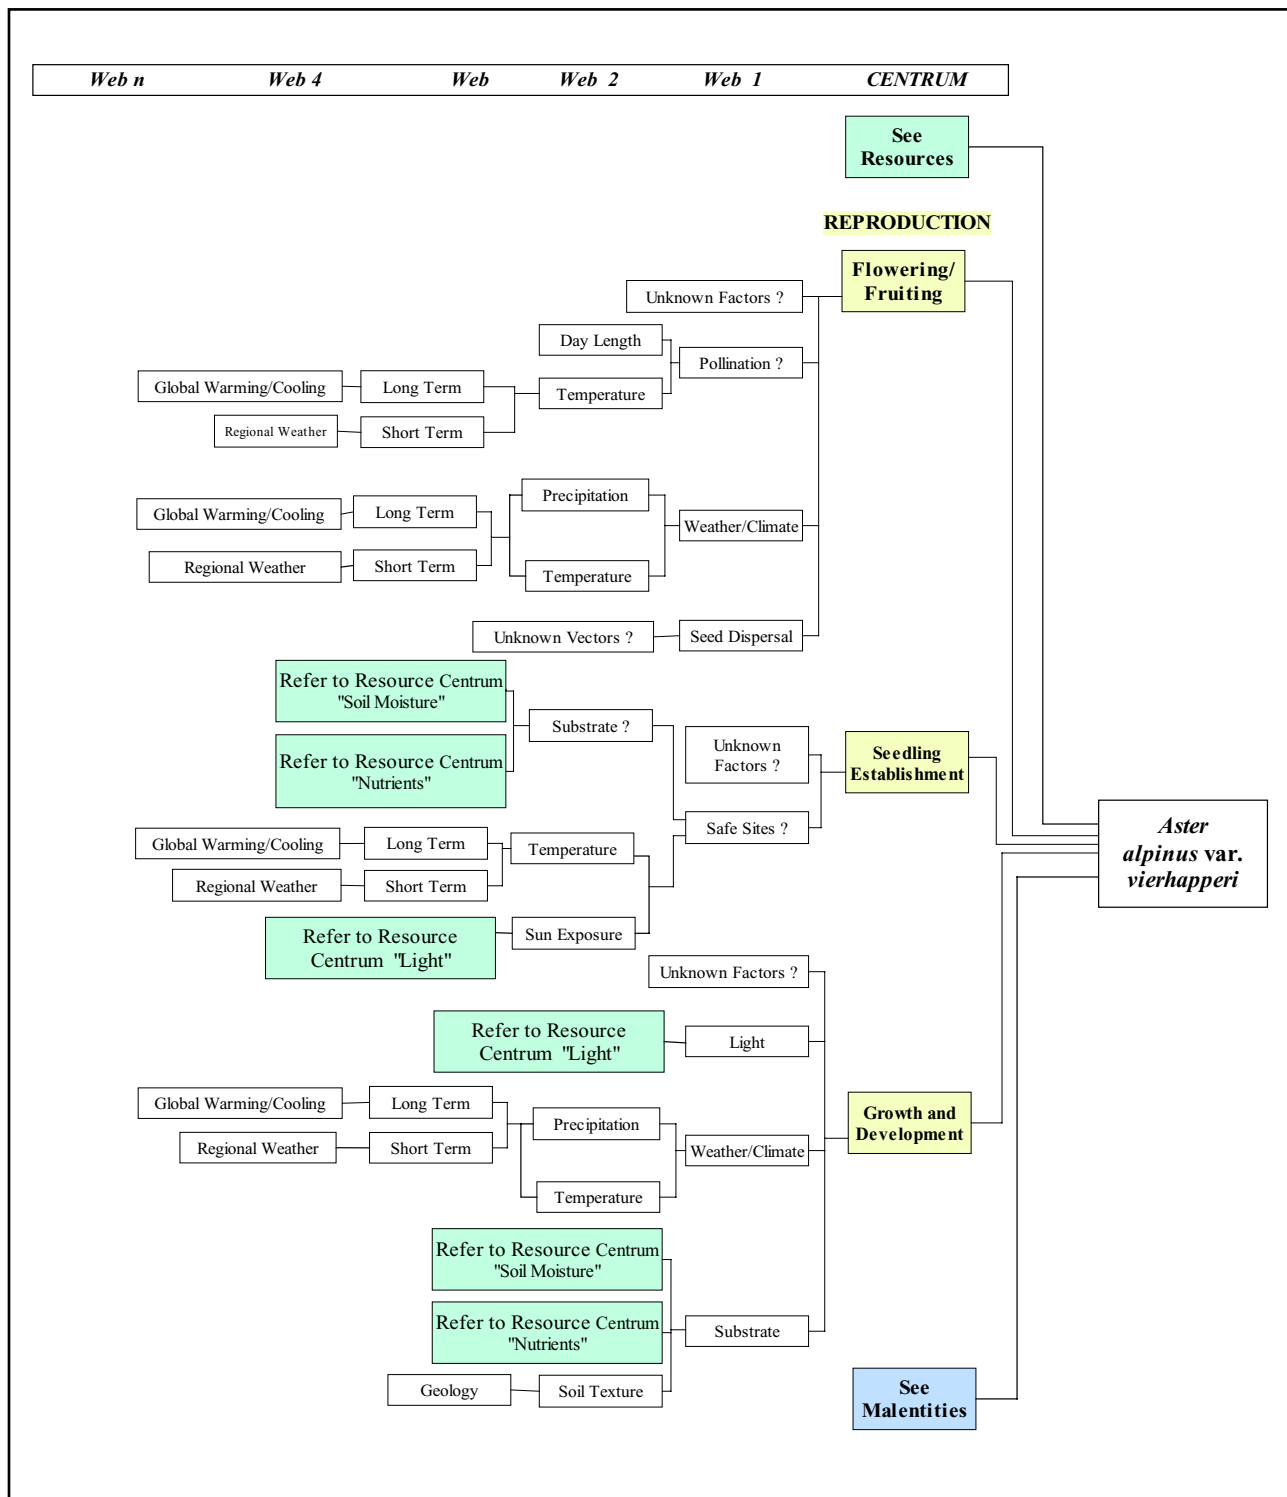 Web n Web 4 Web Web 2 Web 1 CENTRUM
See
Resources
REPRODUCTION
Flowering/
Fruiting
Unknown Factors ?
Day Length
Pollination ?
Global Warming/Cooling
Long Term
Temperature
Regional Weather
Short Term
Precipitation
Global Warming/Cooling
Long Term
Weather/Climate
Regional Weather
Short Term
Temperature
Unknown Vectors ?
Seed Dispersal
Refer to Resource Centrum
"Soil Moisture"
Substrate ?
Unknown
Factors ?
Seedling
Establishment
Refer to Resource Centrum
"Nutrients"
Safe Sites ?
Aster
alpinus var.
vierhapperi
Global Warming/Cooling
Long Term
Temperature
Regional Weather
Short Term
Refer to Resource
Centrum "Light"
Sun Exposure
Unknown Factors ?
Refer to Resource
Centrum "Light"
Light
Global Warming/Cooling
Long Term
Precipitation
Growth and
Development
Regional Weather
Short Term
Weather/Climate
Temperature
Refer to Resource Centrum
"Soil Moisture"
Refer to Resource Centrum
"Nutrients"
Substrate
Geology
Soil Texture
See
Malentities